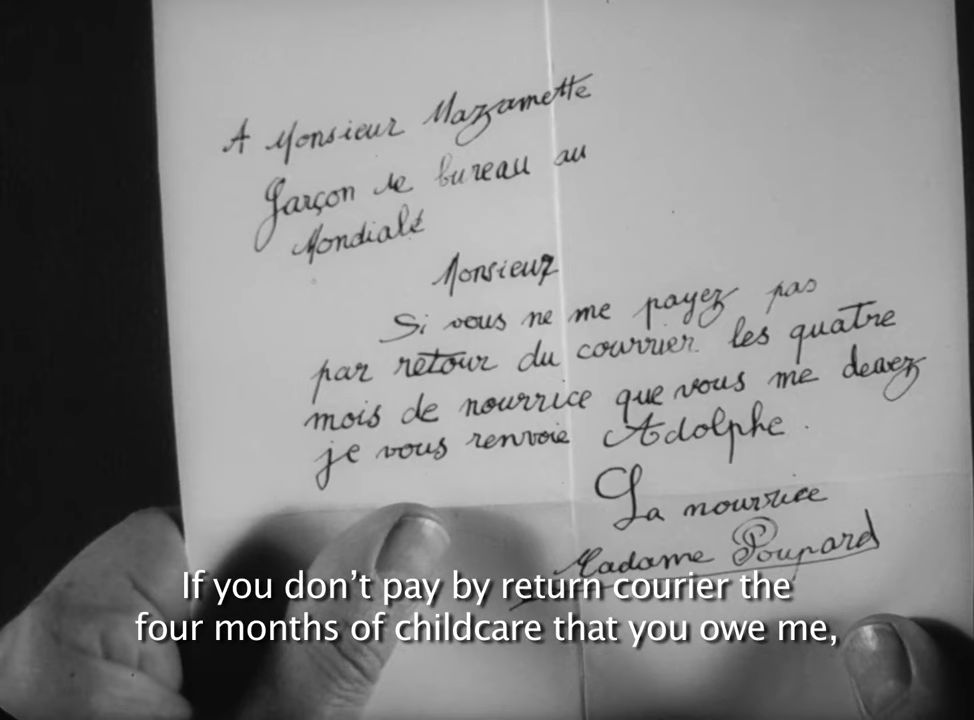 A Monsieur Mazzamette
Garçon de bureau au
Mondial
Monsieur
Si vous ne me payez pas
par retour du courrier les quatre
mois de nourrice que vous me devez
je vous renvoie Adolphe.
La nourrice
Madame Poupard
If you don't pay by return courier the
four months of childcare that you owe me,